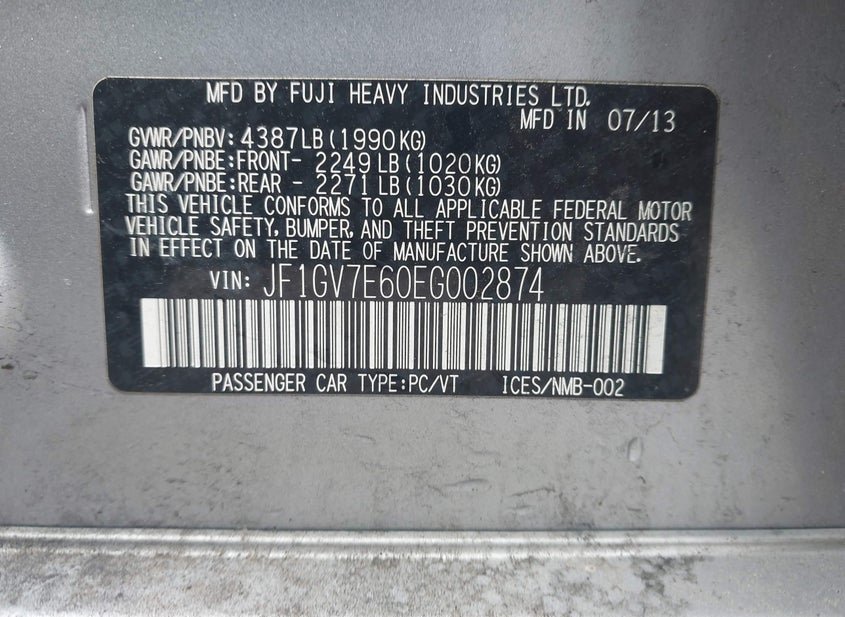 MFD BY FUJI HEAVY INDUSTRIES LTD.
MFD IN 07/13
GVWR/PNBV: 4387LB(1990KG)
GAWR/PNBE:FRONT- 2249LB(1020KG)
GAWR/PNBE:REAR - 2271LB(1030KG)
THIS VEHICLE CONFORMS TO ALL APPLICABLE FEDERAL MOTOR
VEHICLE SAFETY, BUMPER, AND THEFT PREVENTION STANDARDS
IN EFFECT ON THE DATE OF MANUFACTURE SHOWN ABOVE.
VIN: JF1GV7E60EG002874
PASSENGER CAR TYPE:PC/VT ICES/NMB-002